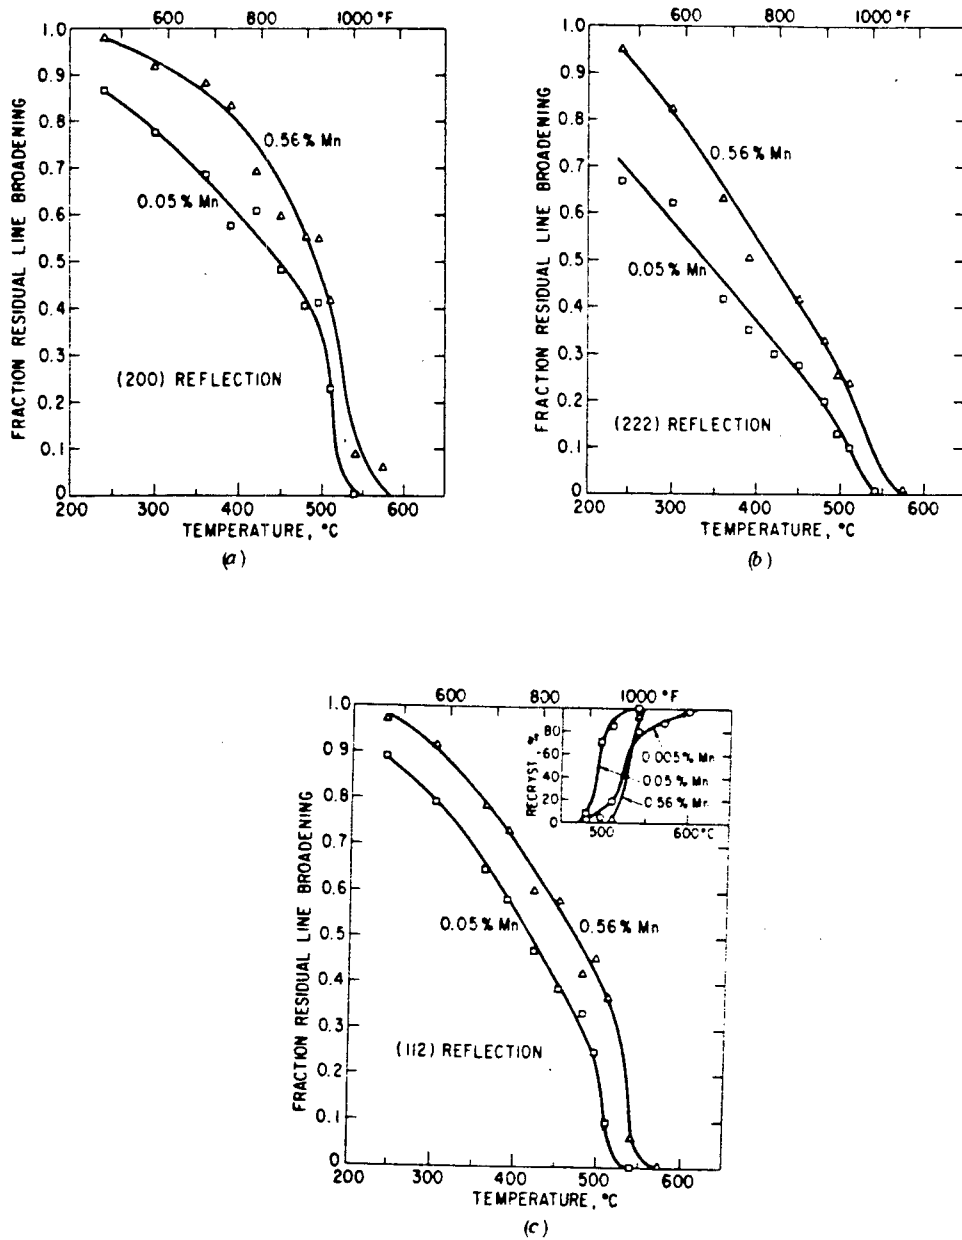 600 800 1000 °F
1.0
0.9
0.8
0.7
0.6
0.5
0.4
0.3
0.2
0.1
0
FRACTION RESIDUAL LINE BROADENING
0.56% Mn
0.05% Mn
(200) REFLECTION
200 300 400 500 600
TEMPERATURE, °C
(a)
600 800 1000 °F
1.0
0.9
0.8
0.7
0.6
0.5
0.4
0.3
0.2
0.1
0
FRACTION RESIDUAL LINE BROADENING
0.56% Mn
0.05% Mn
(222) REFLECTION
200 300 400 500 600
TEMPERATURE, °C
(b)
600 800 1000 °F
1.0
0.9
0.8
0.7
0.6
0.5
0.4
0.3
0.2
0.1
0
FRACTION RESIDUAL LINE BROADENING
RECRYST
80
60
40
20
0
0.005% Mn
0.05% Mn
0.56% Mn
500 600°C
0.05% Mn
0.56% Mn
(112) REFLECTION
200 300 400 500 600
TEMPERATURE, °C
(c)